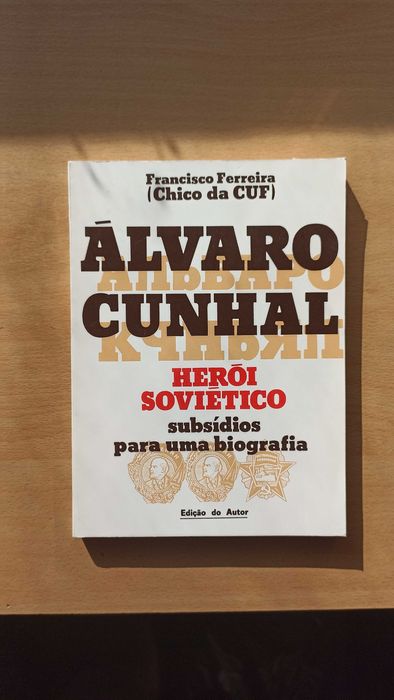 Francisco Ferreira
(Chico da CUF)
ÁLVARO
АЛЬВАРО
CUNHAL
КУНЬЯЛ
HERÓI
SOVIÉTICO
subsídios
para uma biografia
Edição do Autor